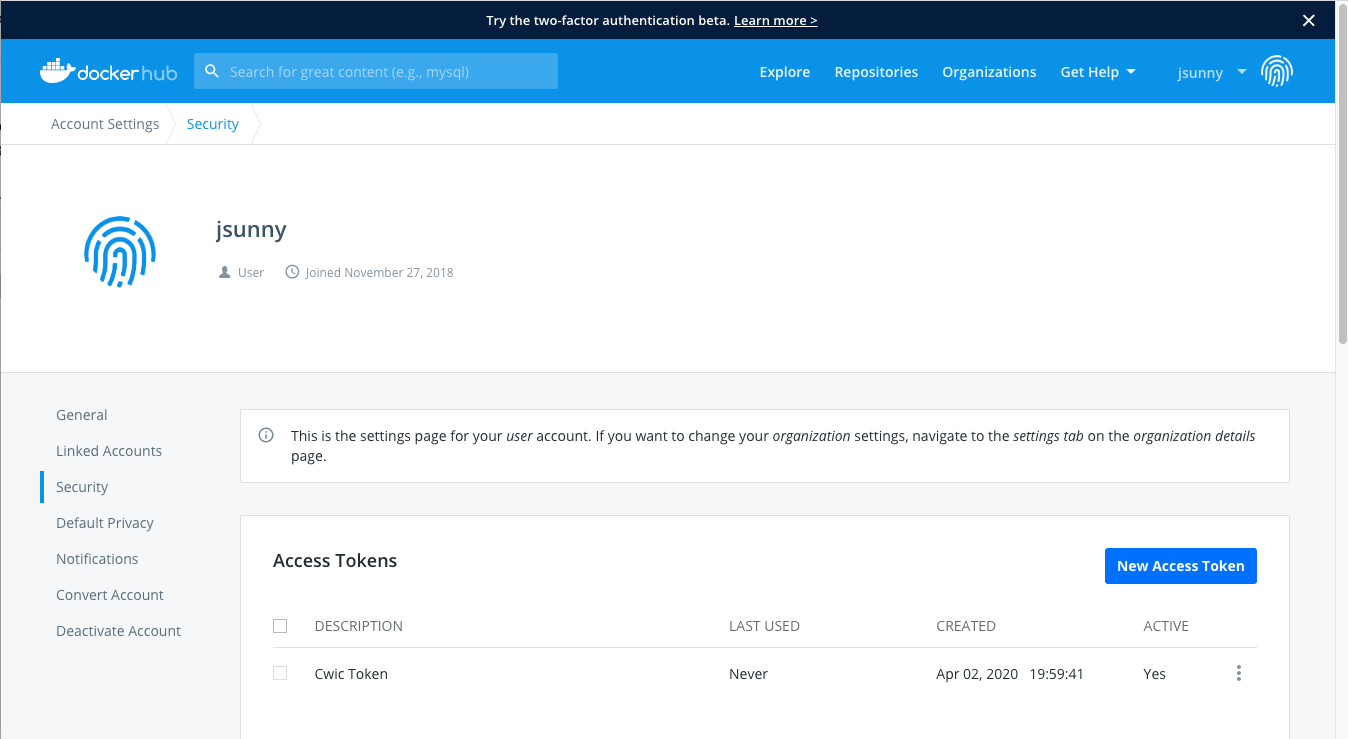 Try the two-factor authentication beta. Learn more >
docker hub
Search for great content (e.g., mysql)
Explore
Repositories
Organizations
Get Help
jsunny
Account Settings
Security
jsunny
User
Joined November 27, 2018
General
Linked Accounts
Security
Default Privacy
Notifications
Convert Account
Deactivate Account
This is the settings page for your user account. If you want to change your organization settings, navigate to the settings tab on the organization details
page.
Access Tokens
New Access Token
DESCRIPTION LAST USED CREATED ACTIVE
Cwic Token Never Apr 02, 2020 19:59:41 Yes